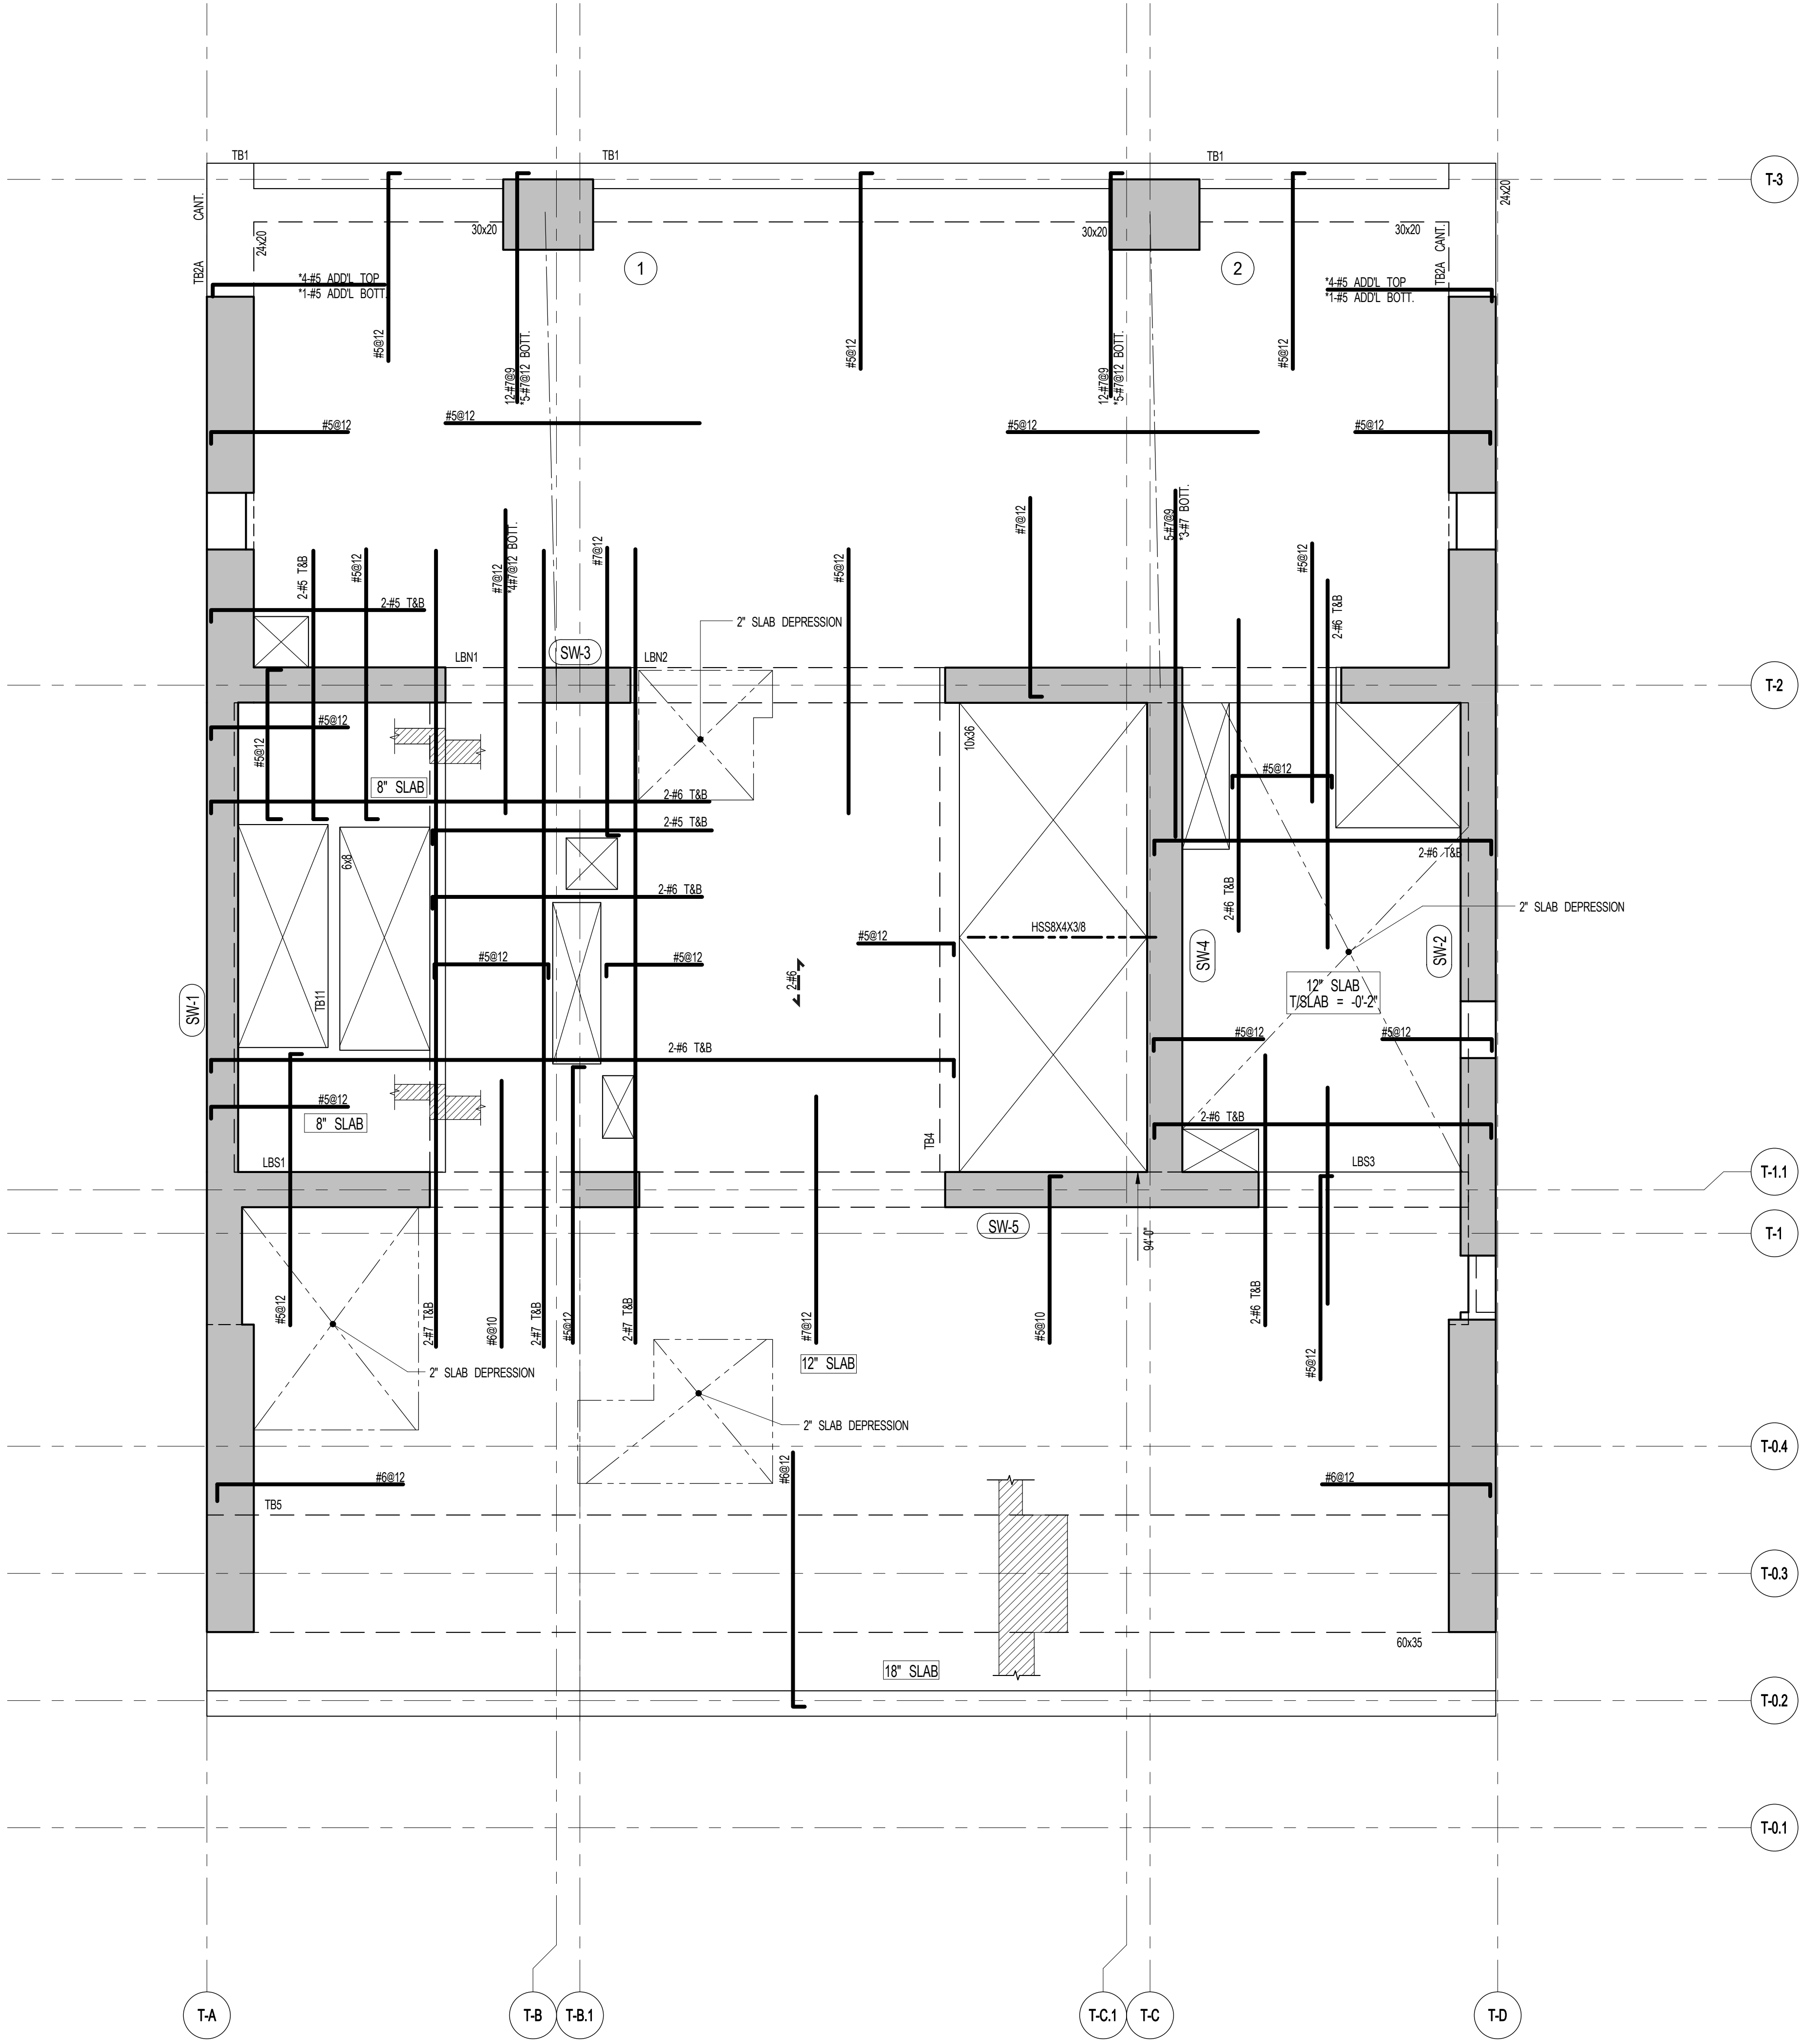 TB1
TB1
TB1
T-3
CANT.
TB2A
24x20
30x20
30x20
30x20
24x20
TB2A CANT.
1
2
*4-#5 ADD'L TOP
*1-#5 ADD'L BOTT.
*4-#5 ADD'L TOP
*1-#5 ADD'L BOTT.
#5@12
12-#7@9
*5-#7@12 BOTT.
#5@12
12-#7@9
*5-#7@12 BOTT.
#5@12
#5@12
#5@12
#5@12
#5@12
2-#5 T&B
#5@12
#7@12
*4#7@12 BOTT.
#7@12
#5@12
#7@12
5-#7@9
*3-#7 BOTT.
#5@12
2-#6 T&B
2-#5 T&B
2" SLAB DEPRESSION
LBN1
SW-3
LBN2
T-2
#5@12
#5@12
10x36
8" SLAB
#5@12
2-#6 T&B
2-#5 T&B
6x8
2-#6 T&B
2-#6 T&B
2-#6 T&B
2" SLAB DEPRESSION
HSS8X4X3/8
#5@12
#5@12
#5@12
SW-4
SW-2
2-#6
12" SLAB
T/SLAB = -0'-2"
SW-1
TB11
#5@12
#5@12
2-#6 T&B
#5@12
8" SLAB
2-#6 T&B
TB4
LBS1
LBS3
T-1.1
SW-5
94'-0"
T-1
#5@12
2-#7 T&B
#6@10
2-#7 T&B
#5@12
2-#7 T&B
#7@12
#5@10
2-#6 T&B
#5@12
12" SLAB
2" SLAB DEPRESSION
2" SLAB DEPRESSION
T-0.4
#6@12
#6@12
#6@12
TB5
T-0.3
60x35
18" SLAB
T-0.2
T-0.1
T-A
T-B
T-B.1
T-C.1
T-C
T-D